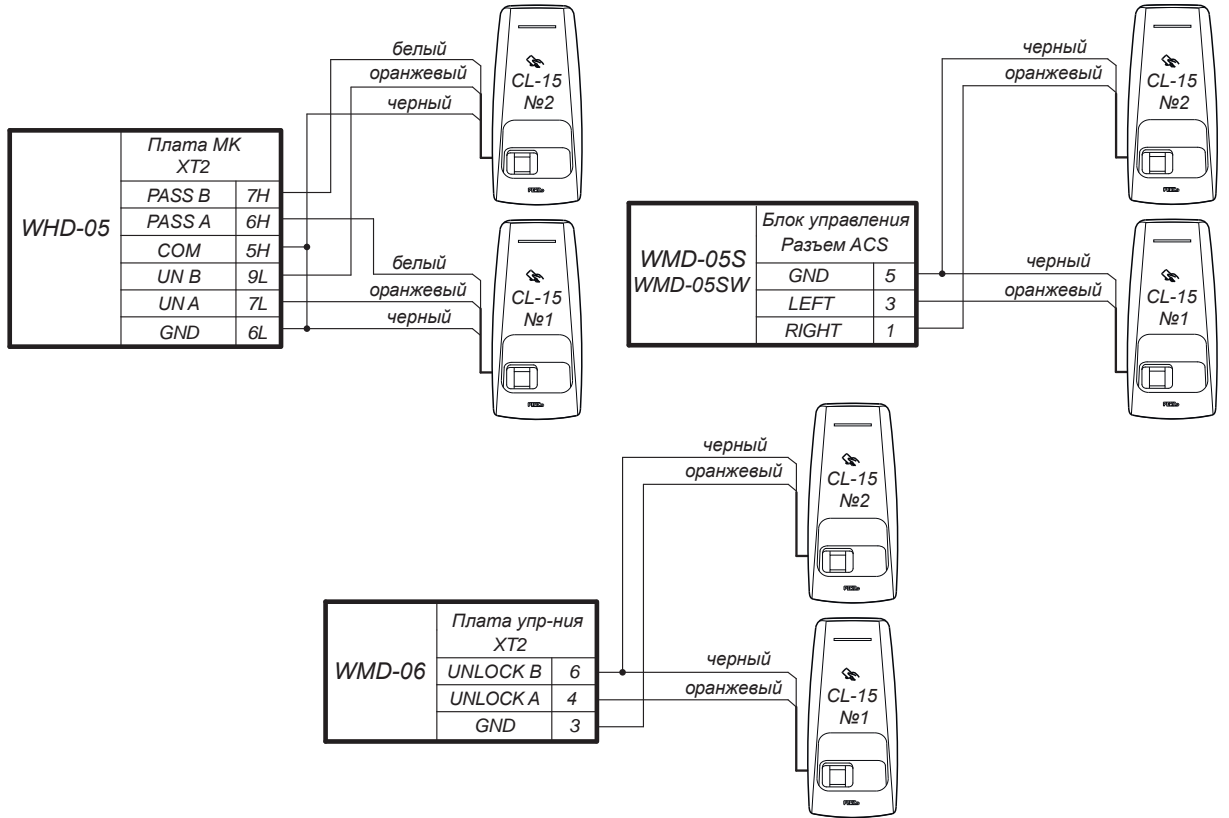 белый
оранжевый
черный
CL-15
№2
WHD-05
Плата МК
XT2
PASS B 7H
PASS A 6H
COM 5H
UN B 9L
UN A 7L
GND 6L
белый
оранжевый
черный
CL-15
№1
черный
оранжевый
CL-15
№2
WMD-05S
WMD-05SW
Блок управления
Разъем ACS
GND 5
LEFT 3
RIGHT 1
черный
оранжевый
CL-15
№1
черный
оранжевый
CL-15
№2
WMD-06
Плата упр-ния
XT2
UNLOCK B 6
UNLOCK A 4
GND 3
черный
оранжевый
CL-15
№1